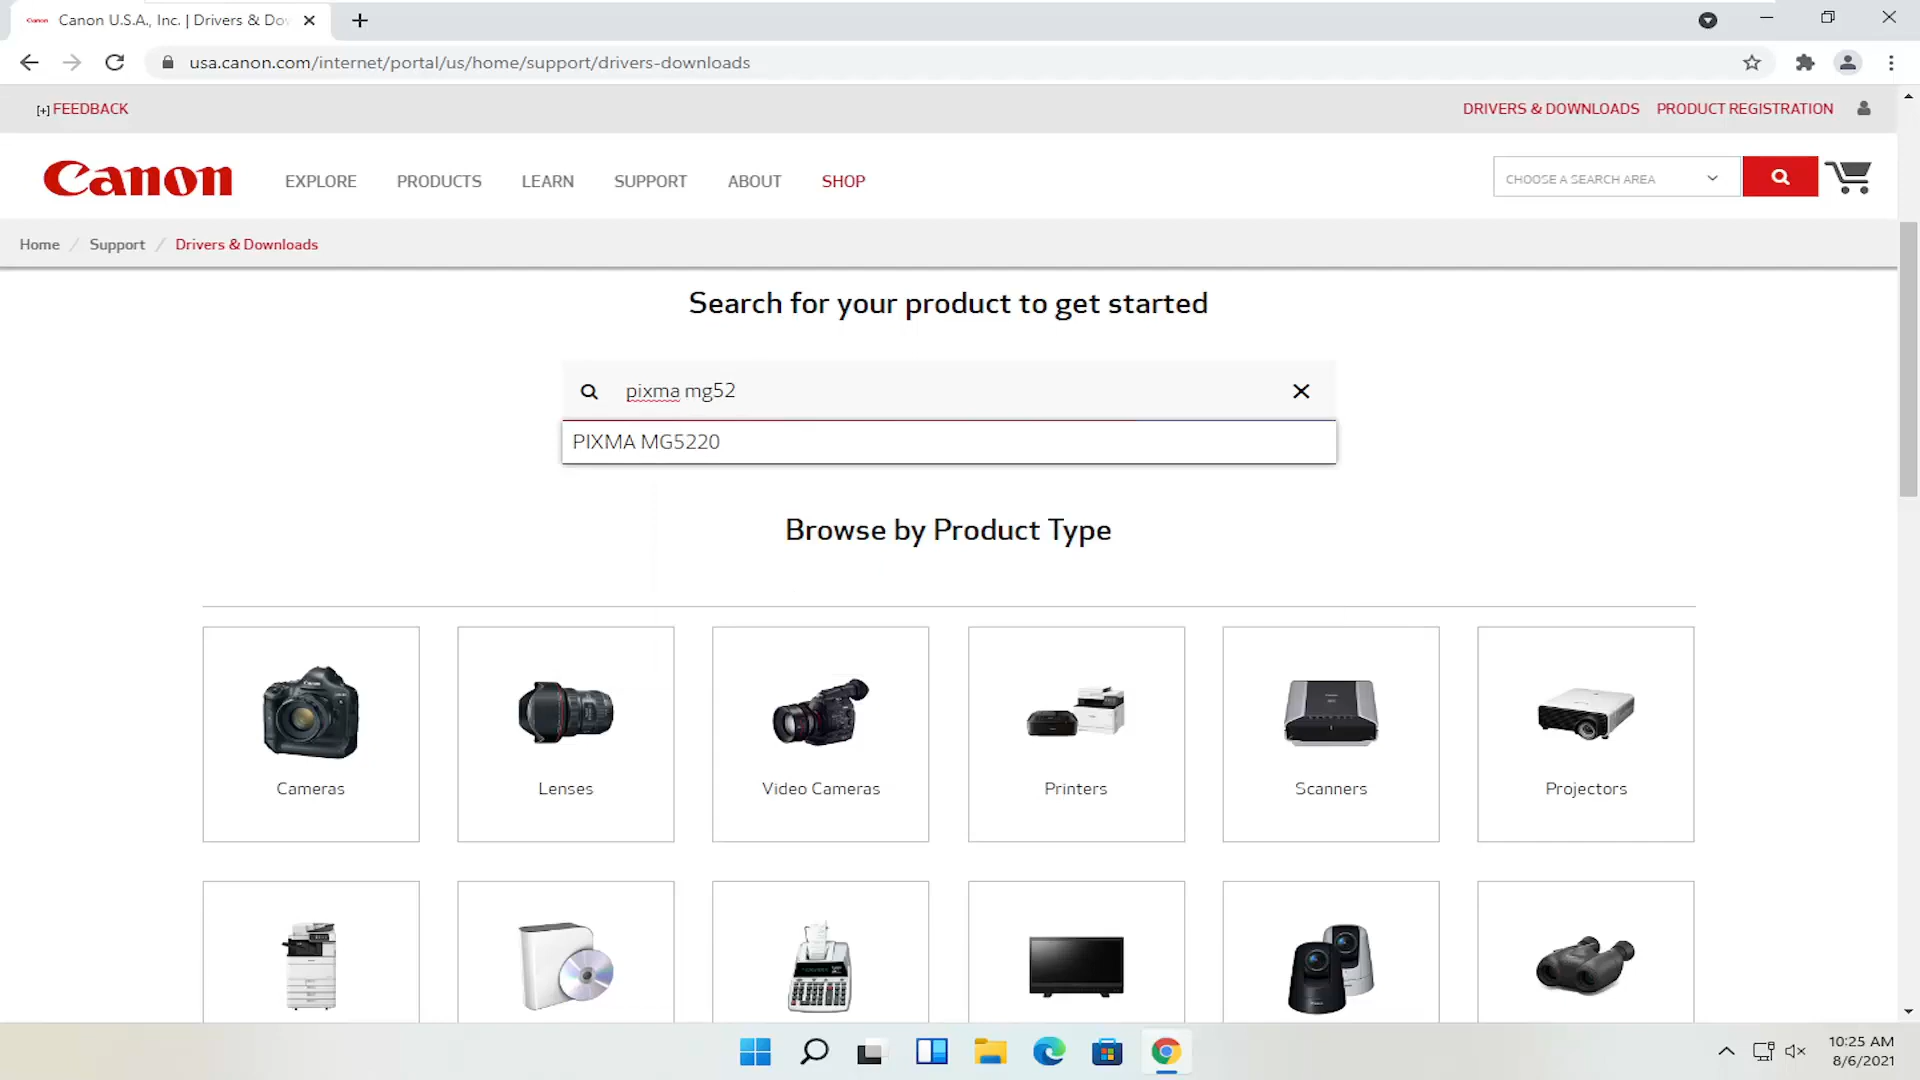 Canon U.S.A., Inc. | Drivers & Do
usa.canon.com/internet/portal/us/home/support/drivers-downloads
[+] FEEDBACK
DRIVERS & DOWNLOADS PRODUCT REGISTRATION
Canon EXPLORE PRODUCTS LEARN SUPPORT ABOUT SHOP
CHOOSE A SEARCH AREA
Home / Support / Drivers & Downloads
Search for your product to get started
pixma mg52
PIXMA MG5220
Browse by Product Type
Cameras Lenses Video Cameras Printers Scanners Projectors
10:25 AM
8/6/2021